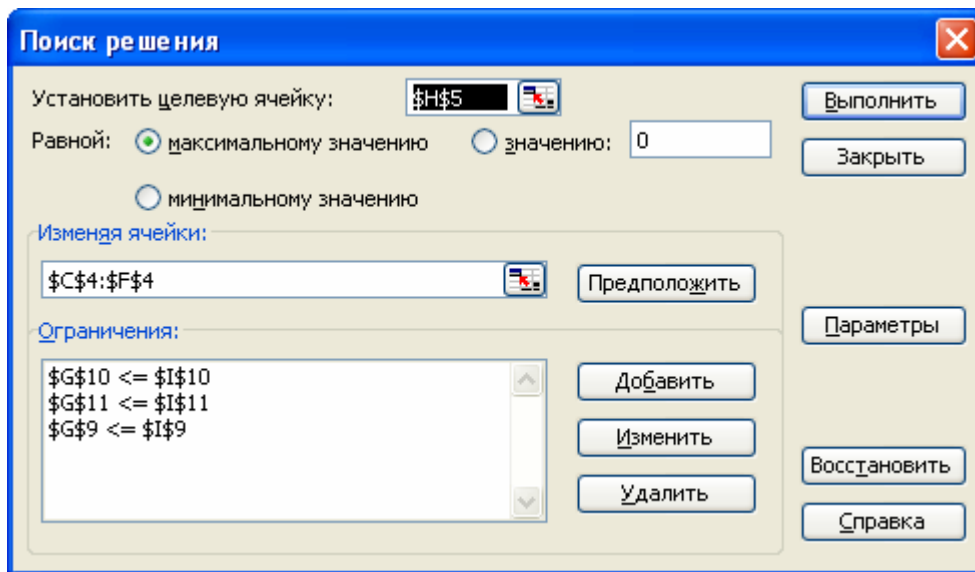 Поиск решения
Установить целевую ячейку: $H$5
Равной: максимальному значению значению: 0
минимальному значению
Изменяя ячейки:
$C$4:$F$4
Предположить
Ограничения:
$G$10 <= $I$10
$G$11 <= $I$11
$G$9 <= $I$9
Добавить
Изменить
Удалить
Выполнить
Закрыть
Параметры
Восстановить
Справка